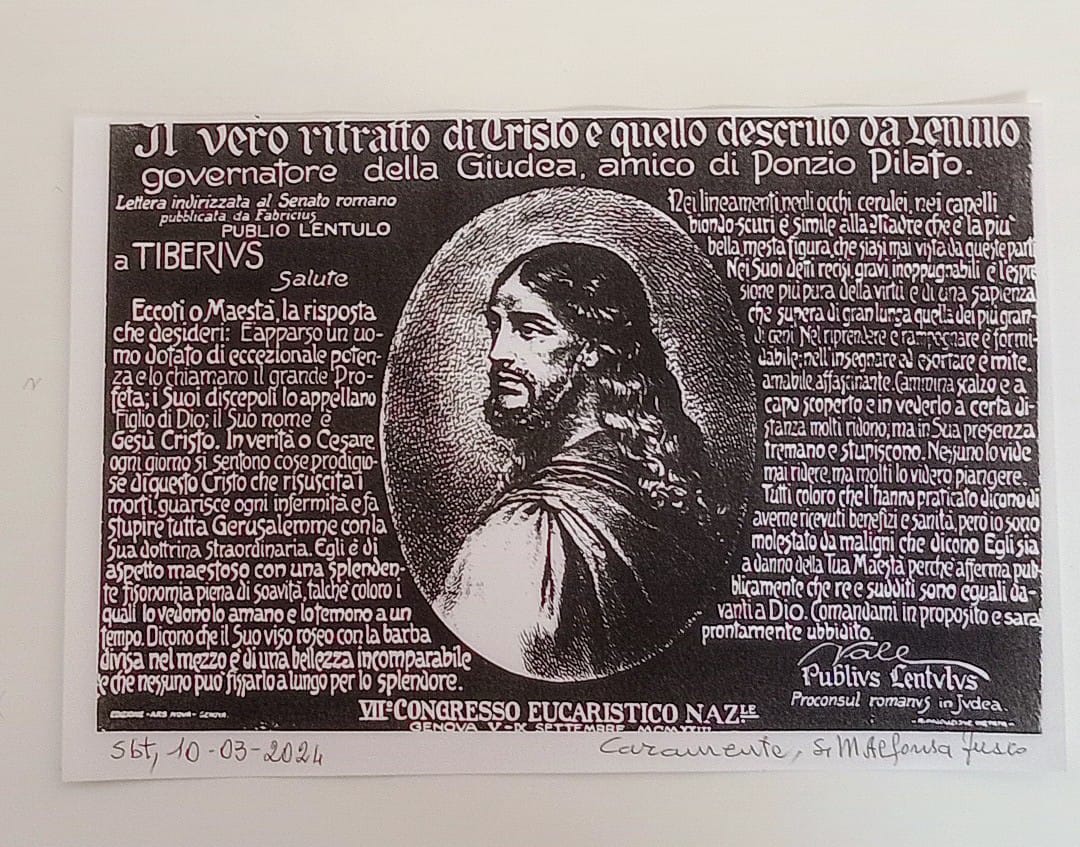 Il vero ritratto di Cristo e quello descritto da Lentulo
governatore della Giudea, amico di Ponzio Pilato.
Lettera indirizzata al Senato romano
pubblicata da Fabricius
PUBLIO LENTULO
a TIBERIVS
Salute
Eccoti o Maestà, la risposta
che desideri: E apparso un uo-
mo dotato di eccezionale poten-
za e lo chiamano il grande Pro-
feta; i Suoi discepoli lo appellano
Figlio di Dio; il Suo nome è
Gesù Cristo. In verità o Cesare
ogni giorno si sentono cose prodigio-
se di questo Cristo che risuscita i
morti, guarisce ogni infermità e fa
stupire tutta Gerusalemme con la
Sua dottrina straordinaria. Egli è di
aspetto maestoso con una splenden-
te fisonomia piena di soavità, talchè coloro i
quali lo vedono lo amano e lo temono a un
tempo. Dicono che il Suo viso roseo con la barba
divisa nel mezzo è di una bellezza incomparabile
e che nessuno può fissarlo a lungo per lo splendore.
Nei lineamenti, negli occhi cerulei, nei capelli
biondo-scuri è simile alla Madre che è la più
bella mesta figura, che siasi mai vista da queste parti
Nei Suoi detti recisi, gravi inoppugnabili è l'espre
sione più pura della virtù e di una sapienza
che supera di gran lunga quella dei più gran-
di geni. Nel riprendere e rampognare è formi-
dabile; nell'insegnare ed esortare è mite,
amabile affascinante. Cammina scalzo e a
capo scoperto e in vederlo a certa di-
stanza molti ridono, ma in Sua presenza
tremano e stupiscono. Nessuno lo vide
mai ridere, ma molti lo videro piangere.
Tutti coloro che l'hanno praticato dicono di
averne ricevuti benefizi e sanità, però io sono
molestato da maligni che dicono Egli sia
a danno della Tua Maestà perchè afferma pub-
blicamente che re e sudditi sono eguali da-
vanti a Dio. Comandami in proposito e sarai
prontamente ubbidito.
Vale
Publivs Lentvlvs
Proconsul romanvs in Jvdea
EDIZIONE - ARS NOVA - GENOVA
VII° CONGRESSO EUCARISTICO NAZ.LE
GENOVA V-IX SETTEMBRE MCMXXIII
RIPRODUZIONE VIETATA
Sbt, 10-03-2024
Caramente, Sr M Alfonsa Fusco